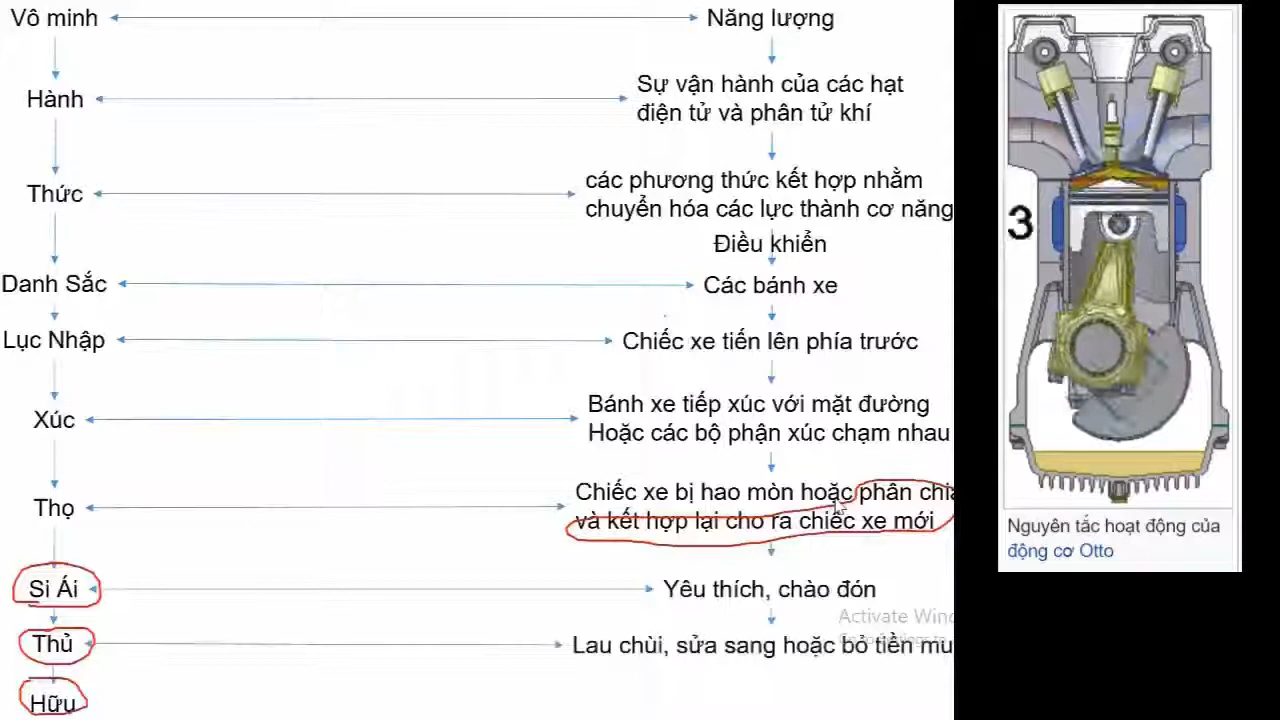 Vô minh
Năng lượng
Hành
Sự vận hành của các hạt
điện tử và phân tử khí
Thức
các phương thức kết hợp nhằm
chuyển hóa các lực thành cơ năng
Điều khiển
Danh Sắc
Các bánh xe
Lục Nhập
Chiếc xe tiến lên phía trước
Xúc
Bánh xe tiếp xúc với mặt đường
Hoặc các bộ phận xúc chạm nhau
Thọ
Chiếc xe bị hao mòn hoặc phân chia
và kết hợp lại cho ra chiếc xe mới
Si Ái
Yêu thích, chào đón
Activate Wind
Thủ
Lau chùi, sửa sang hoặc bỏ tiền mu
Hữu
3
Nguyên tắc hoạt động của
động cơ Otto